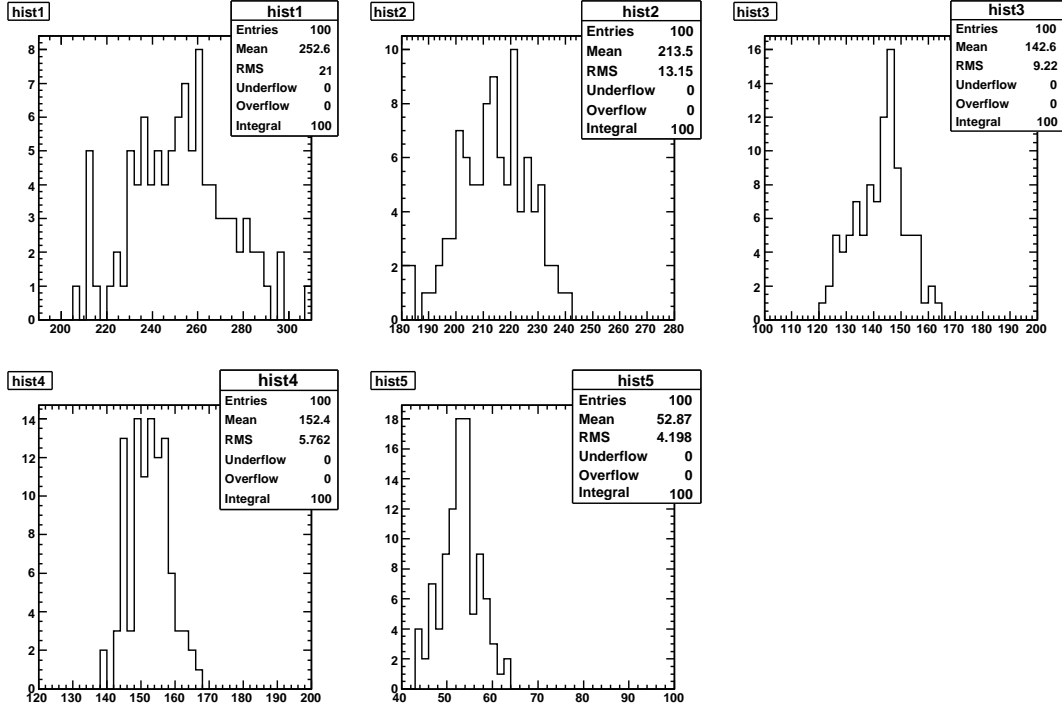 hist1
hist1
Entries 100
Mean 252.6
RMS 21
Underflow 0
Overflow 0
Integral 100
8
7
6
5
4
3
2
1
0
200 220 240 260 280 300
hist2
hist2
Entries 100
Mean 213.5
RMS 13.15
Underflow 0
Overflow 0
Integral 100
10
8
6
4
2
0
180 190 200 210 220 230 240 250 260 270 280
hist3
hist3
Entries 100
Mean 142.6
RMS 9.22
Underflow 0
Overflow 0
Integral 100
16
14
12
10
8
6
4
2
0
100 110 120 130 140 150 160 170 180 190 200
hist4
hist4
Entries 100
Mean 152.4
RMS 5.762
Underflow 0
Overflow 0
Integral 100
14
12
10
8
6
4
2
0
120 130 140 150 160 170 180 190 200
hist5
hist5
Entries 100
Mean 52.87
RMS 4.198
Underflow 0
Overflow 0
Integral 100
18
16
14
12
10
8
6
4
2
0
40 50 60 70 80 90 100